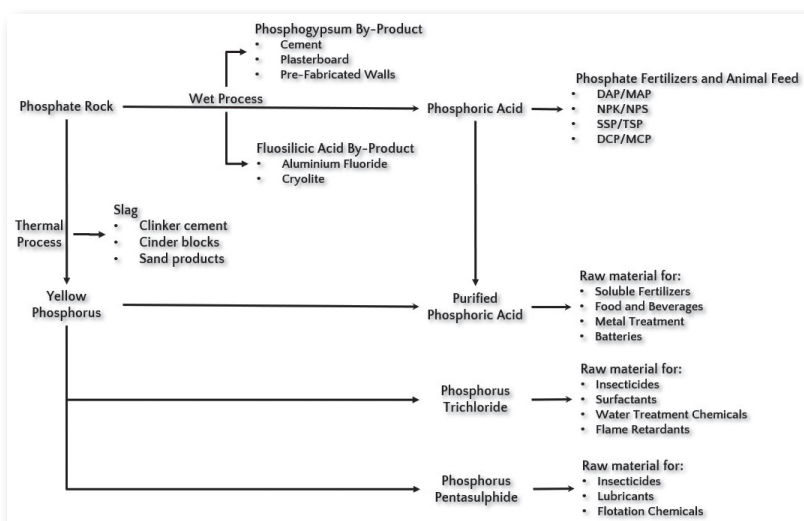 Phosphogypsum By-Product
• Cement
• Plasterboard
• Pre-Fabricated Walls
Phosphate Rock
Wet Process
Phosphoric Acid
Phosphate Fertilizers and Animal Feed
• DAP/MAP
• NPK/NPS
• SSP/TSP
• DCP/MCP
Fluosilicic Acid By-Product
• Aluminium Fluoride
• Cryolite
Thermal
Process
Slag
• Clinker cement
• Cinder blocks
• Sand products
Yellow
Phosphorus
Purified
Phosphoric Acid
Raw material for:
• Soluble Fertilizers
• Food and Beverages
• Metal Treatment
• Batteries
Phosphorus
Trichloride
Raw material for:
• Insecticides
• Surfactants
• Water Treatment Chemicals
• Flame Retardants
Phosphorus
Pentasulphide
Raw material for:
• Insecticides
• Lubricants
• Flotation Chemicals